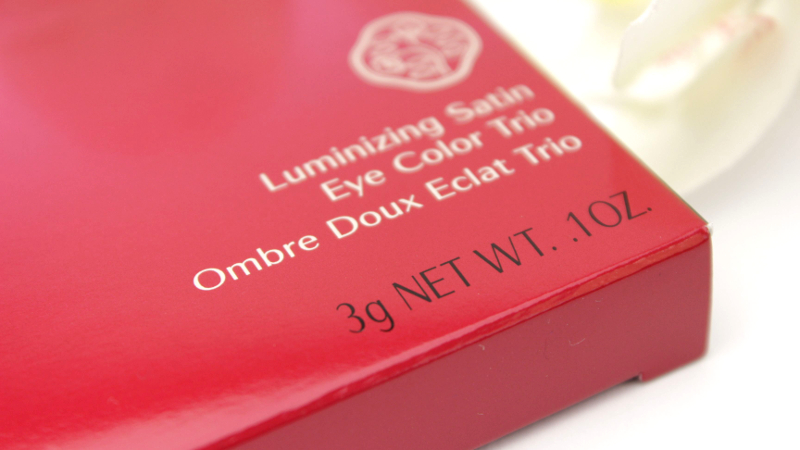 Luminizing Satin
Eye Color Trio
Ombre Doux Eclat Trio
3g NET WT. .1OZ.